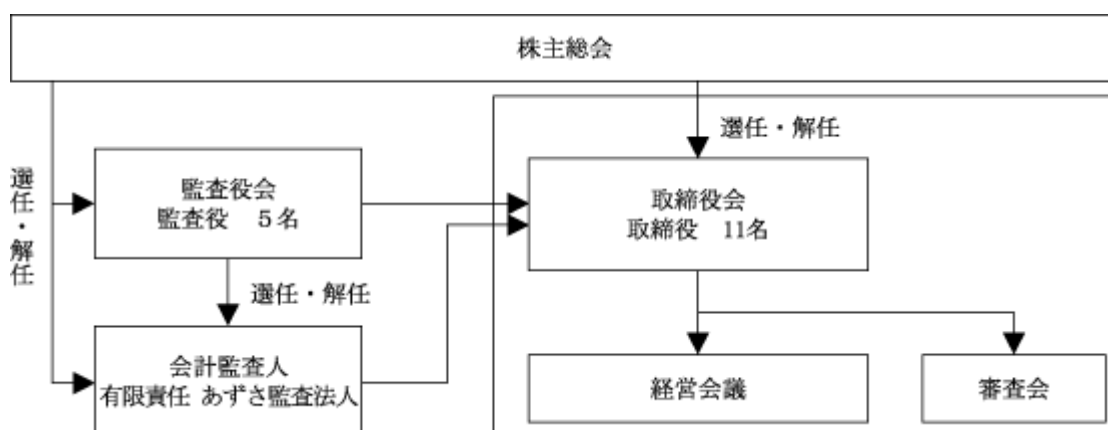 株主総会
選任・解任
選任・解任
監査役会
監査役　5名
取締役会
取締役　11名
選任・解任
会計監査人
有限責任 あずさ監査法人
経営会議
審査会